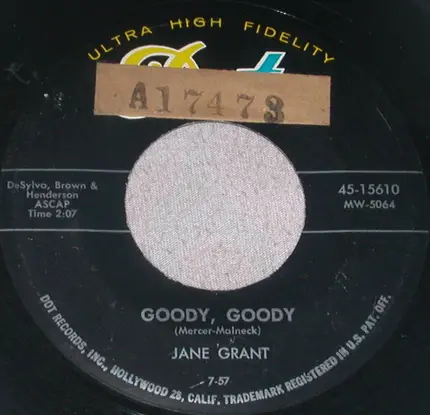 ULTRA HIGH FIDELITY
A17473
DeSylva, Brown &
Henderson
ASCAP
Time 2:07
45-15610
MW-5064
GOODY, GOODY
(Mercer-Malneck)
JANE GRANT
7-57
DOT RECORDS, INC., HOLLYWOOD 28, CALIF. TRADEMARK REGISTERED IN U.S. PAT. OFF.